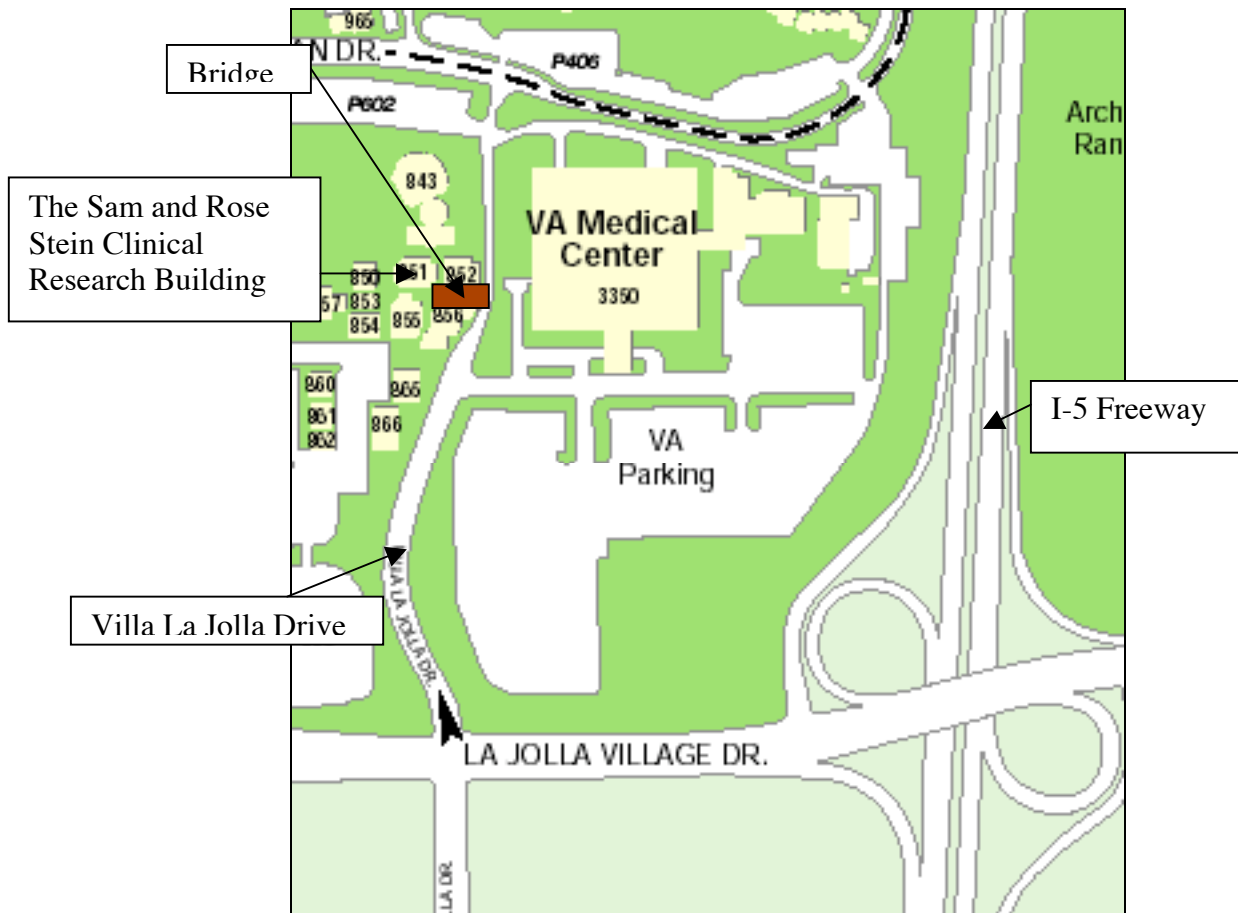 965
N DR.
P406
Bridge
P602
Arch
Ran
843
The Sam and Rose
Stein Clinical
Research Building
VA Medical
Center
3350
850
851
852
57
853
854
855
856
860
861
862
865
866
I-5 Freeway
VA
Parking
VILLA LA JOLLA DR.
Villa La Jolla Drive
LA JOLLA VILLAGE DR.
LA DR.